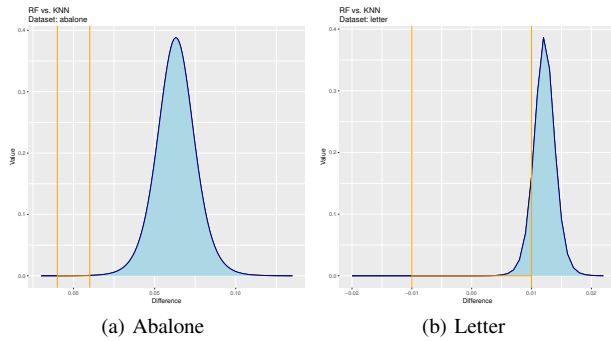 RF vs. KNN
Dataset: abalone
0.4
0.3
0.2
0.1
0.0
Value
0.00
0.05
0.10
Difference
(a) Abalone
RF vs. KNN
Dataset: letter
0.4
0.3
0.2
0.1
0.0
Value
−0.02
−0.01
0.00
0.01
0.02
Difference
(b) Letter